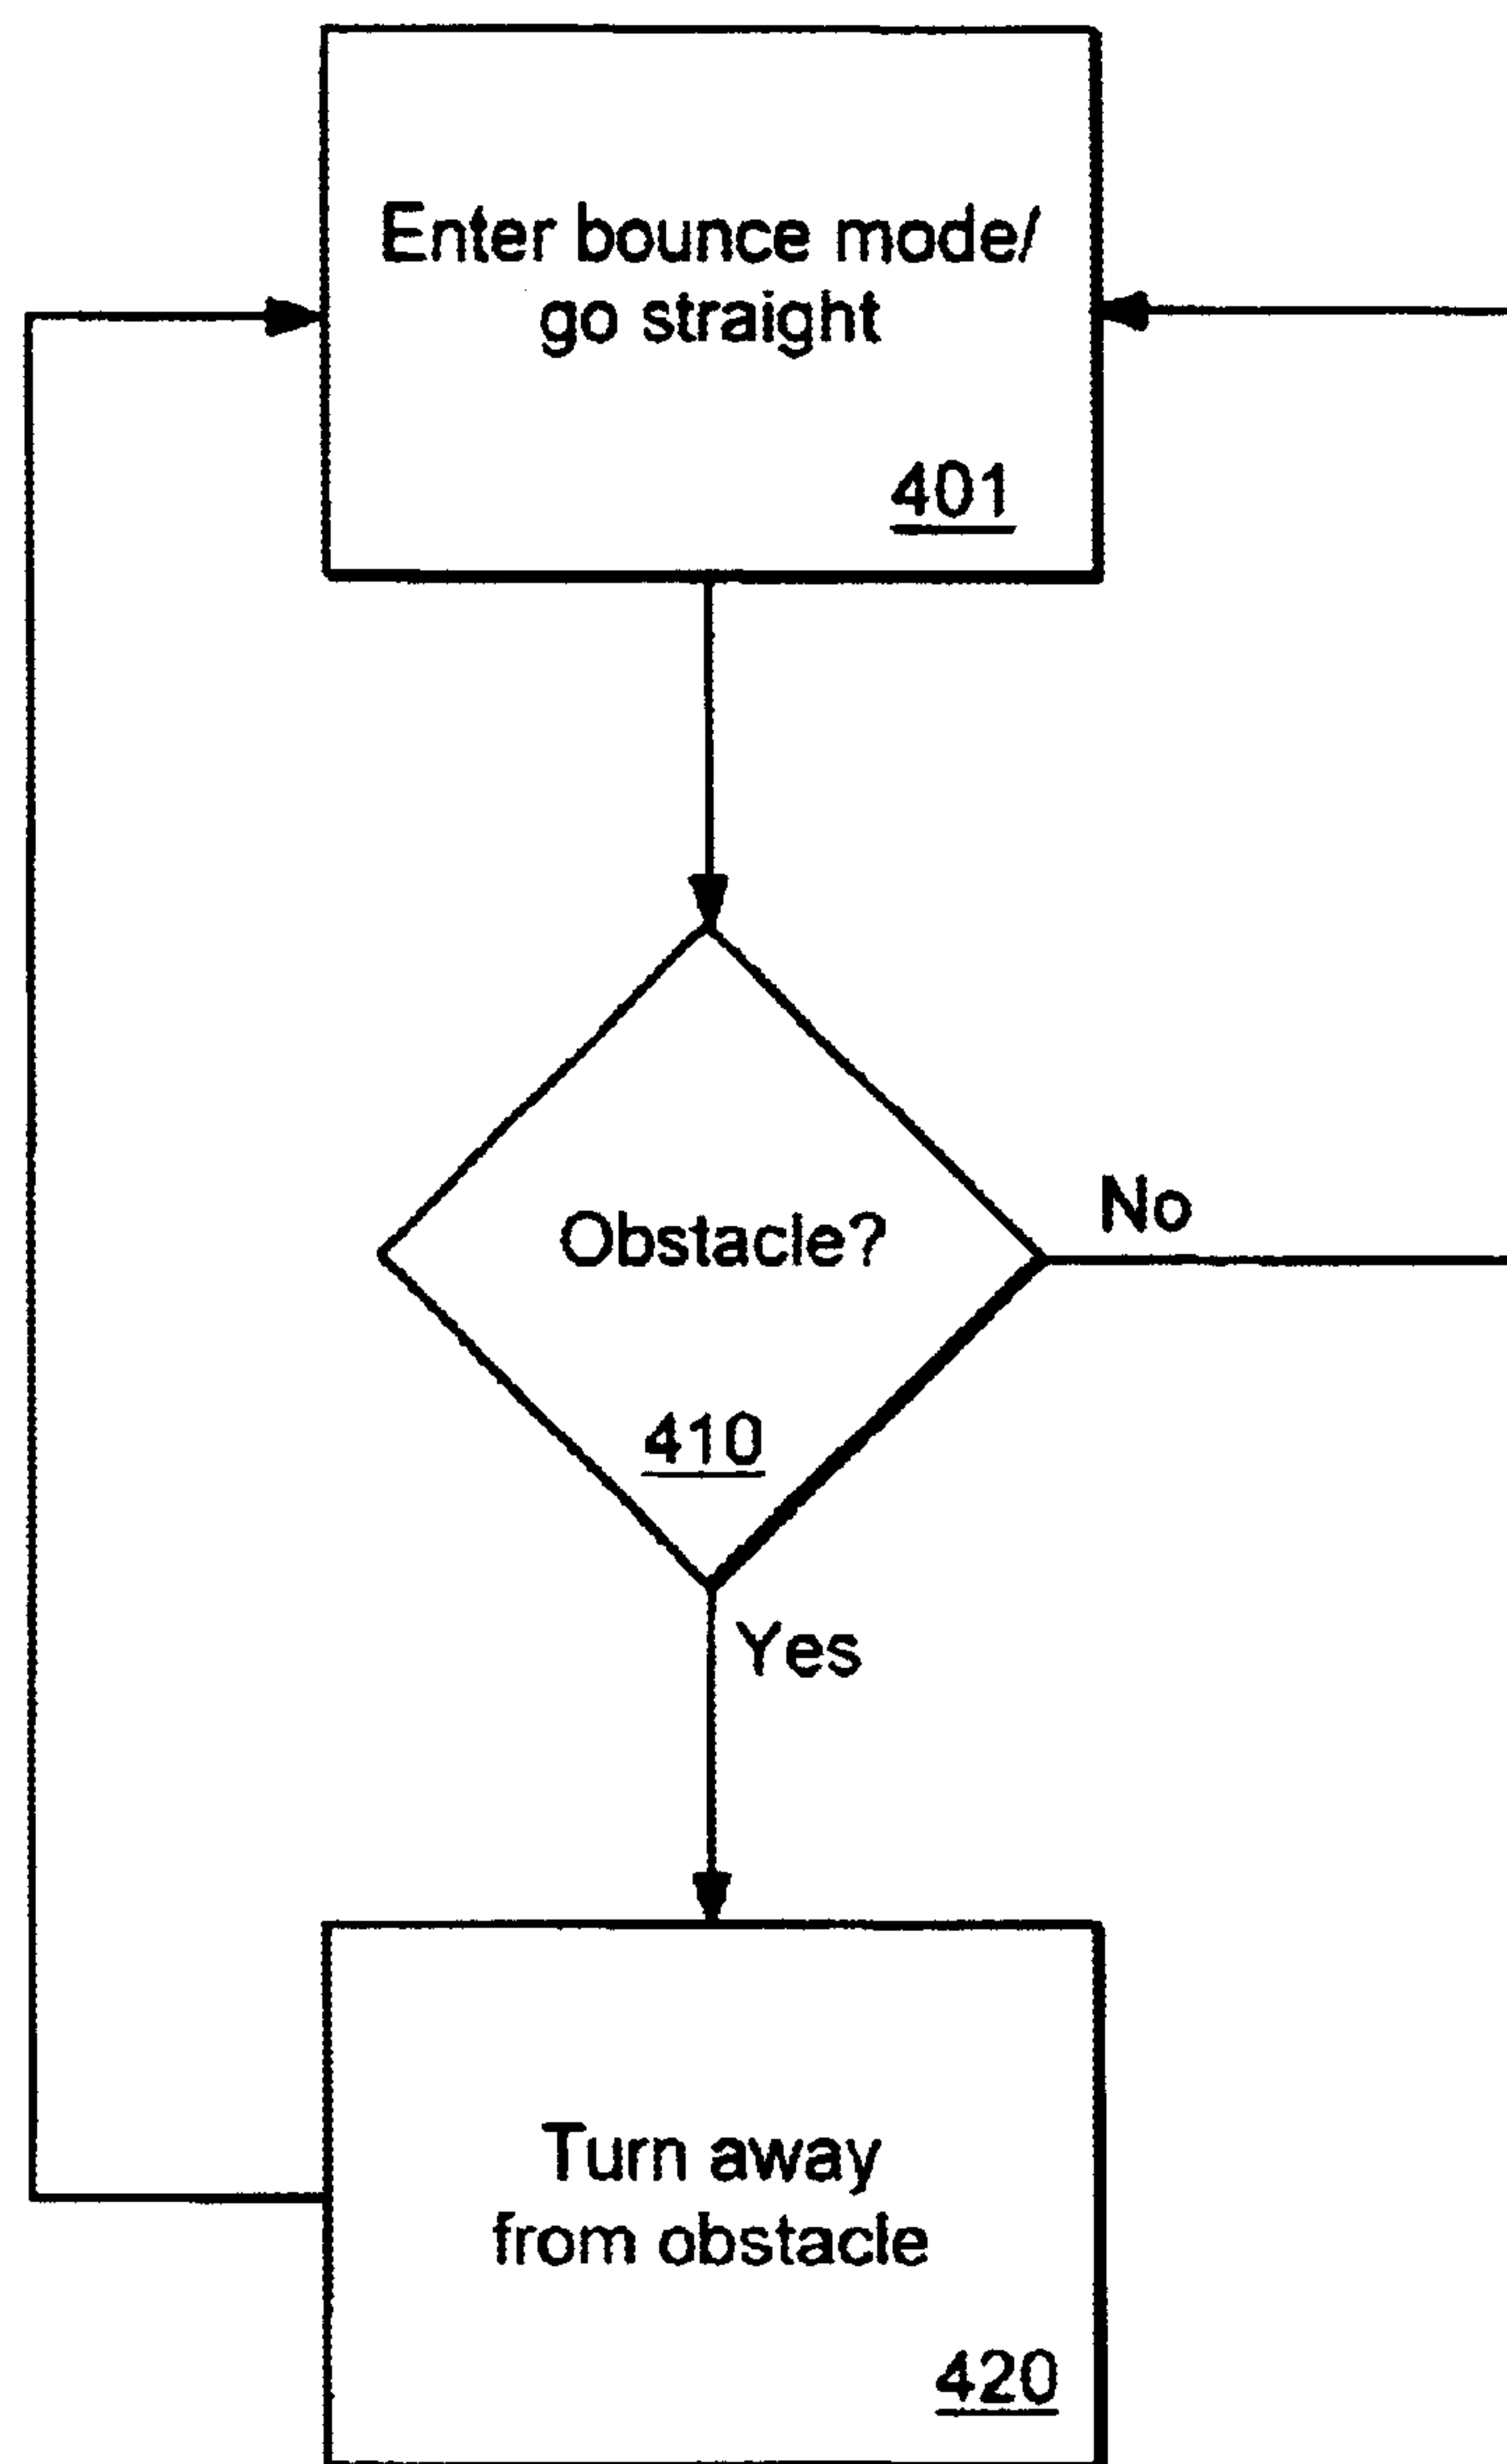 Enter bounce mode/
go straight
401
Obstacle?
No
410
Yes
Turn away
from obstacle
420